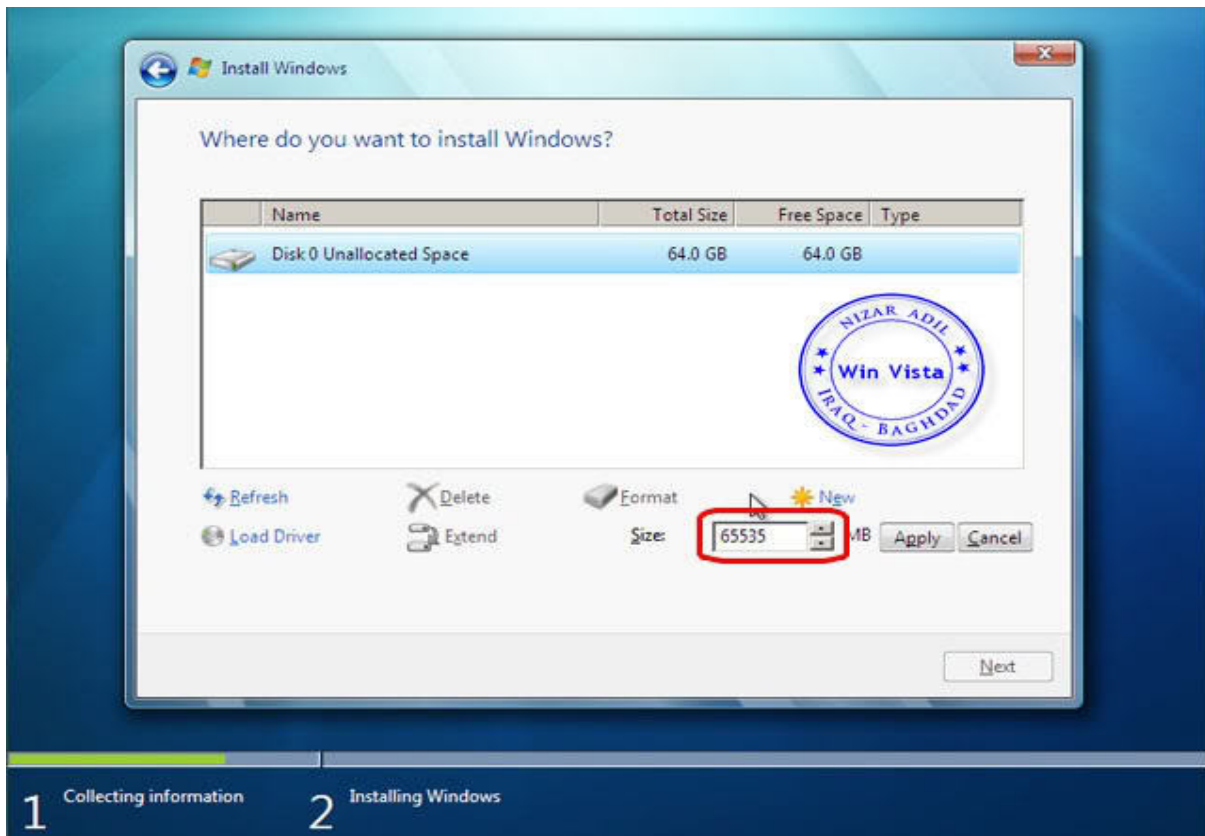 Install Windows
Where do you want to install Windows?
Name Total Size Free Space Type
Disk 0 Unallocated Space 64.0 GB 64.0 GB
NIZAR ADIL
Win Vista
IRAQ - BAGHDAD
Refresh Delete Format New
Load Driver Extend Size: 65535 MB Apply Cancel
Next
1 Collecting information 2 Installing Windows